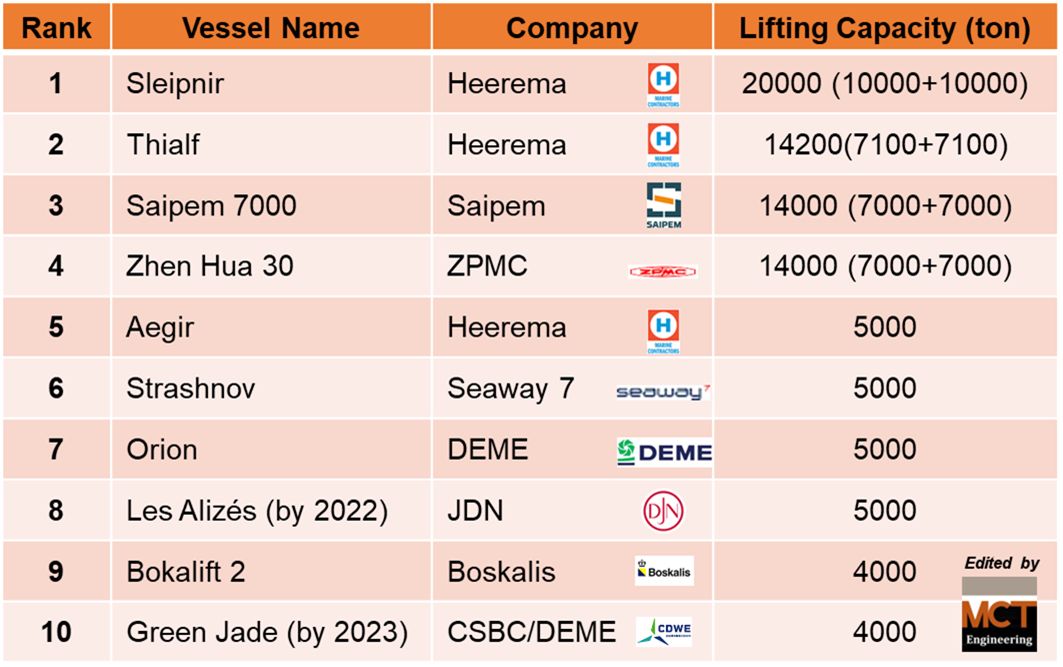 Rank Vessel Name Company Lifting Capacity (ton)
1 Sleipnir Heerema H MARINE CONTRACTORS 20000 (10000+10000)
2 Thialf Heerema H MARINE CONTRACTORS 14200(7100+7100)
3 Saipem 7000 Saipem SAIPEM 14000 (7000+7000)
4 Zhen Hua 30 ZPMC ZPMC 14000 (7000+7000)
5 Aegir Heerema H MARINE CONTRACTORS 5000
6 Strashnov Seaway 7 seaway7 5000
7 Orion DEME DEME 5000
8 Les Alizés (by 2022) JDN JDN 5000
9 Bokalift 2 Boskalis Boskalis 4000
Edited by
10 Green Jade (by 2023) CSBC/DEME CDWE 4000
MCT
Engineering